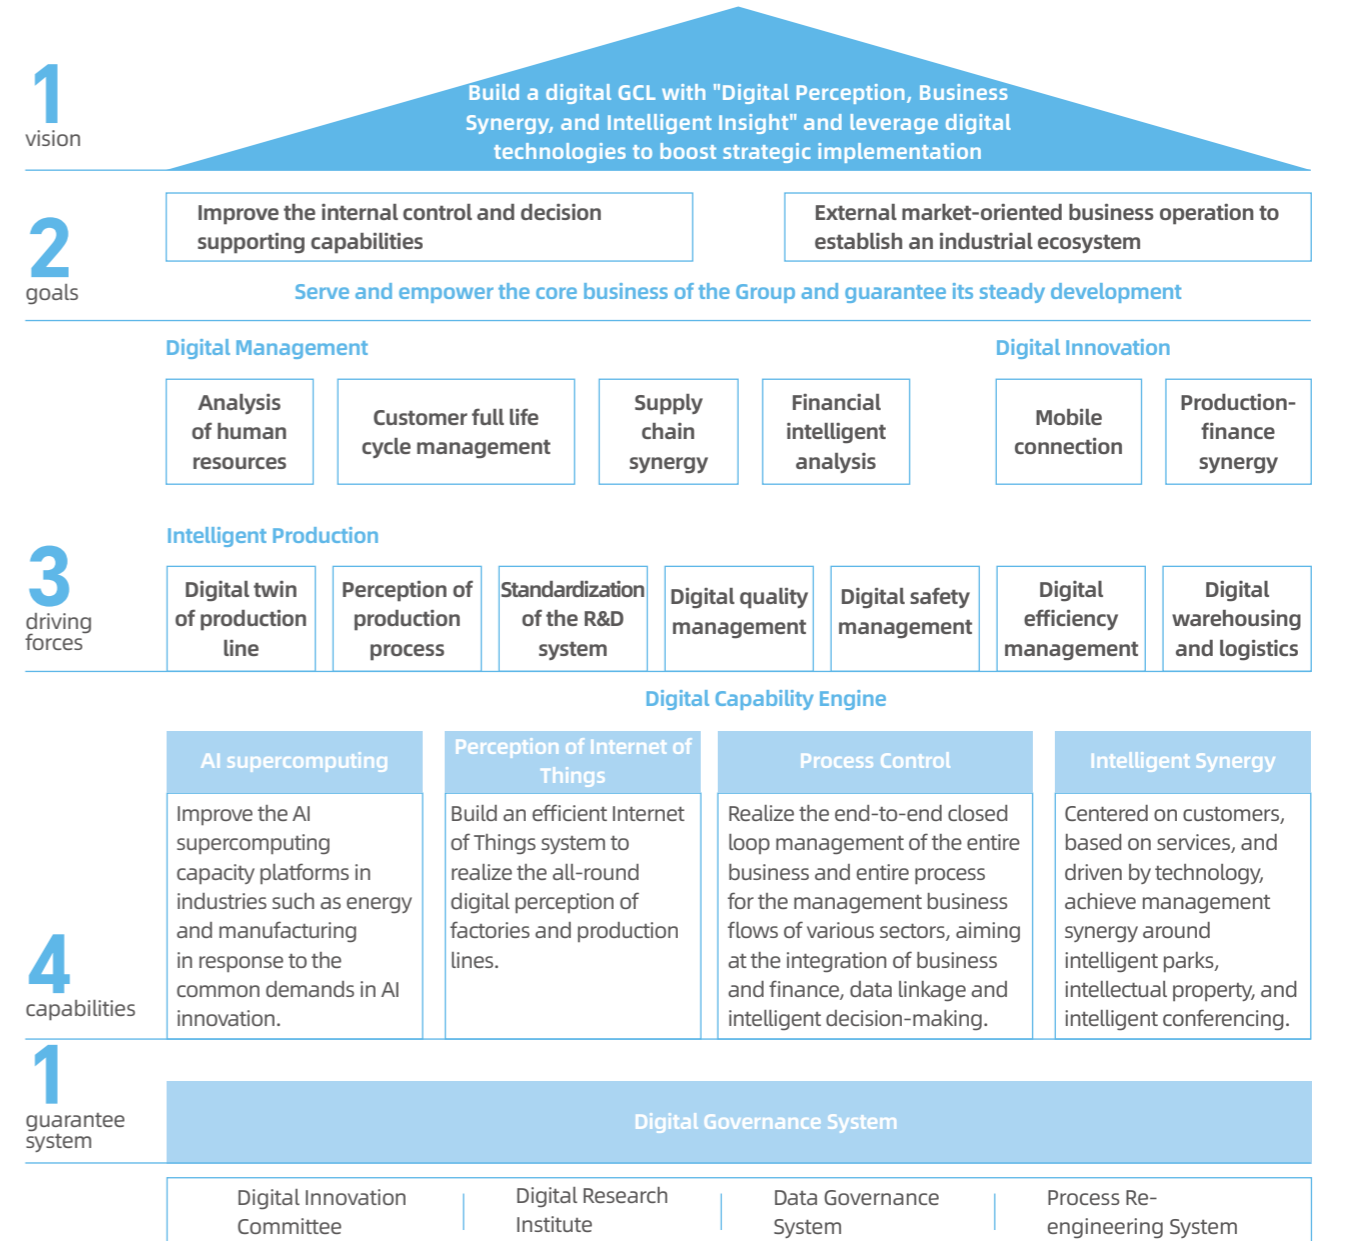 1
vision
Build a digital GCL with "Digital Perception, Business
Synergy, and Intelligent Insight" and leverage digital
technologies to boost strategic implementation
2
goals
Improve the internal control and decision
supporting capabilities
External market-oriented business operation to
establish an industrial ecosystem
Serve and empower the core business of the Group and guarantee its steady development
3
driving
forces
Digital Management
Analysis
of human
resources
Customer full life
cycle management
Supply
chain
synergy
Financial
intelligent
analysis
Digital Innovation
Mobile
connection
Production-
finance
synergy
Intelligent Production
Digital twin
of production
line
Perception of
production
process
Standardization
of the R&D
system
Digital quality
management
Digital safety
management
Digital
efficiency
management
Digital
warehousing
and logistics
4
capabilities
Digital Capability Engine
AI supercomputing
Improve the AI
supercomputing
capacity platforms in
industries such as energy
and manufacturing
in response to the
common demands in AI
innovation.
Perception of Internet of
Things
Build an efficient Internet
of Things system to
realize the all-round
digital perception of
factories and production
lines.
Process Control
Realize the end-to-end closed
loop management of the entire
business and entire process
for the management business
flows of various sectors, aiming
at the integration of business
and finance, data linkage and
intelligent decision-making.
Intelligent Synergy
Centered on customers,
based on services, and
driven by technology,
achieve management
synergy around
intelligent parks,
intellectual property, and
intelligent conferencing.
1
guarantee
system
Digital Governance System
Digital Innovation
Committee
Digital Research
Institute
Data Governance
System
Process Re-
engineering System